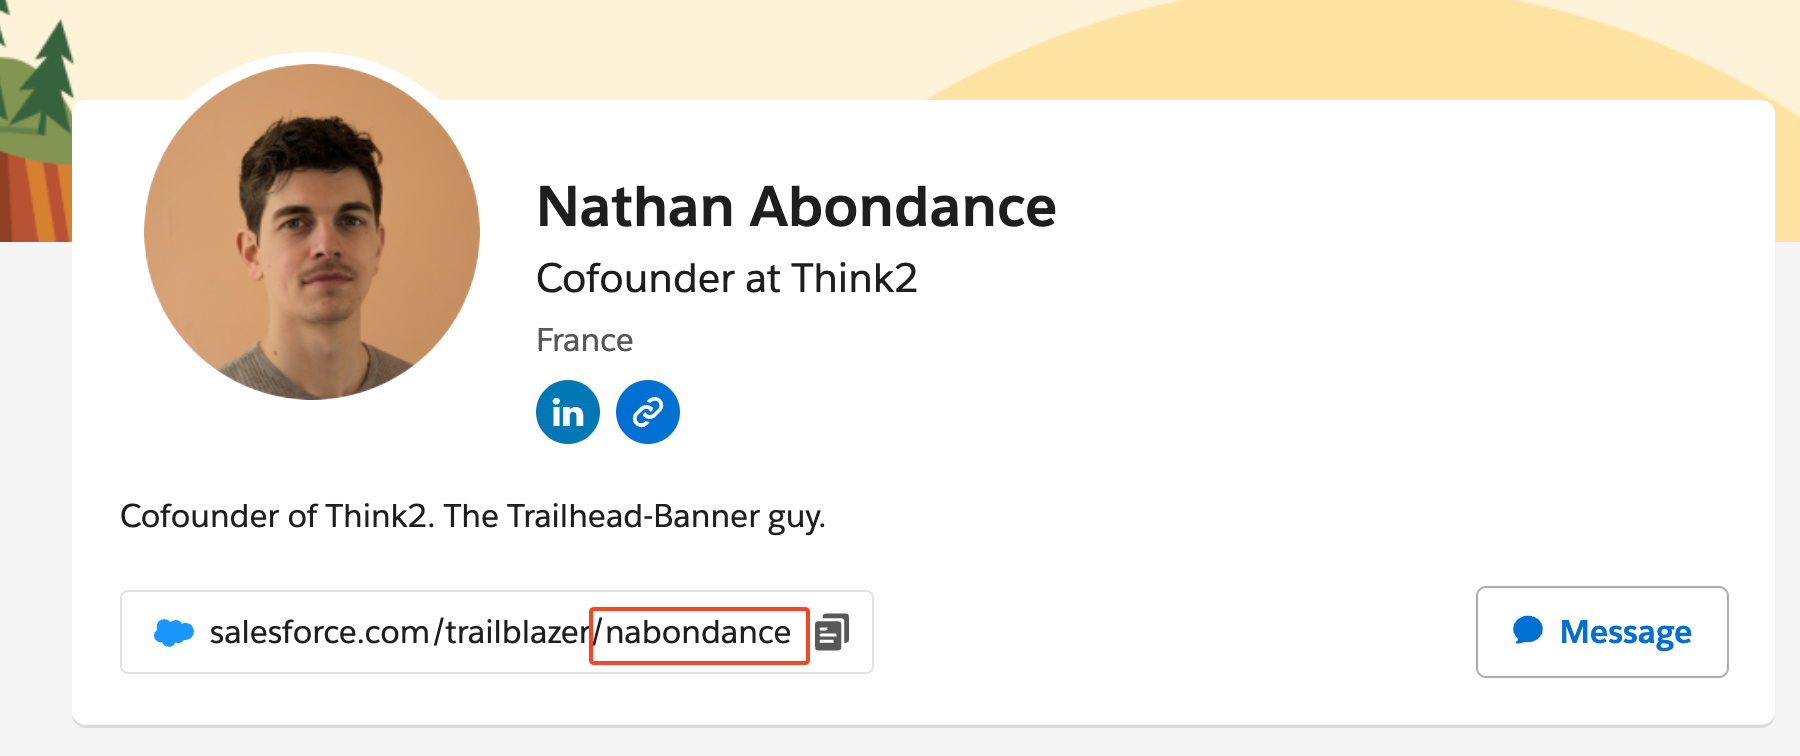 Nathan Abondance
Cofounder at Think2
France
in
Cofounder of Think2. The Trailhead-Banner guy.
salesforce.com/trailblazer/nabondance
Message